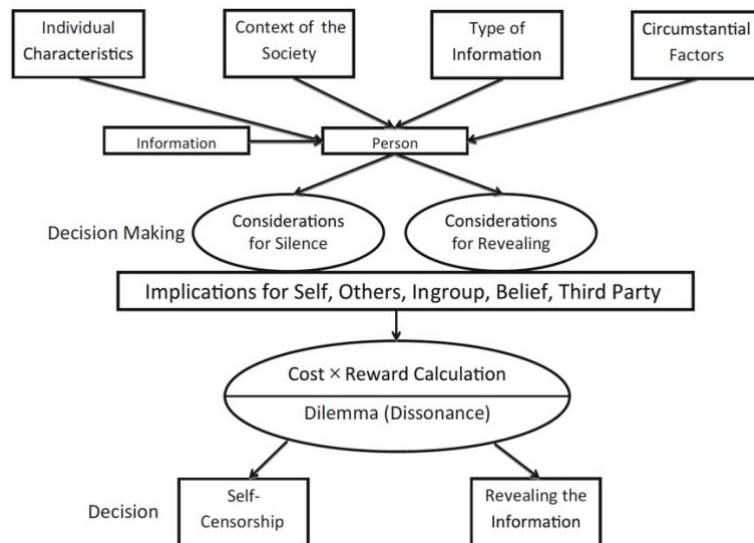 Individual
Characteristics
Context of the
Society
Type of
Information
Circumstantial
Factors
Information
Person
Decision Making
Considerations
for Silence
Considerations
for Revealing
Implications for Self, Others, Ingroup, Belief, Third Party
Cost × Reward Calculation
Dilemma (Dissonance)
Decision
Self-
Censorship
Revealing the
Information